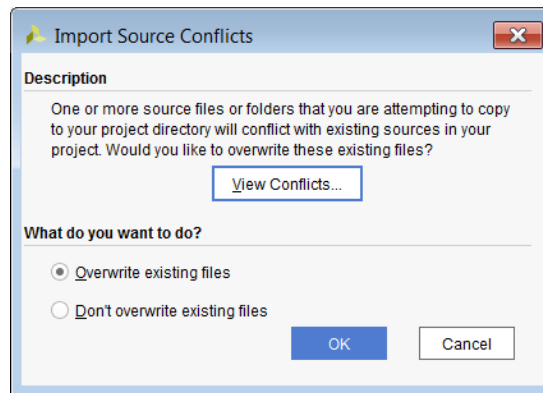 Import Source Conflicts
Description
One or more source files or folders that you are attempting to copy
to your project directory will conflict with existing sources in your
project. Would you like to overwrite these existing files?
View Conflicts...
What do you want to do?
Overwrite existing files
Don't overwrite existing files
OK
Cancel